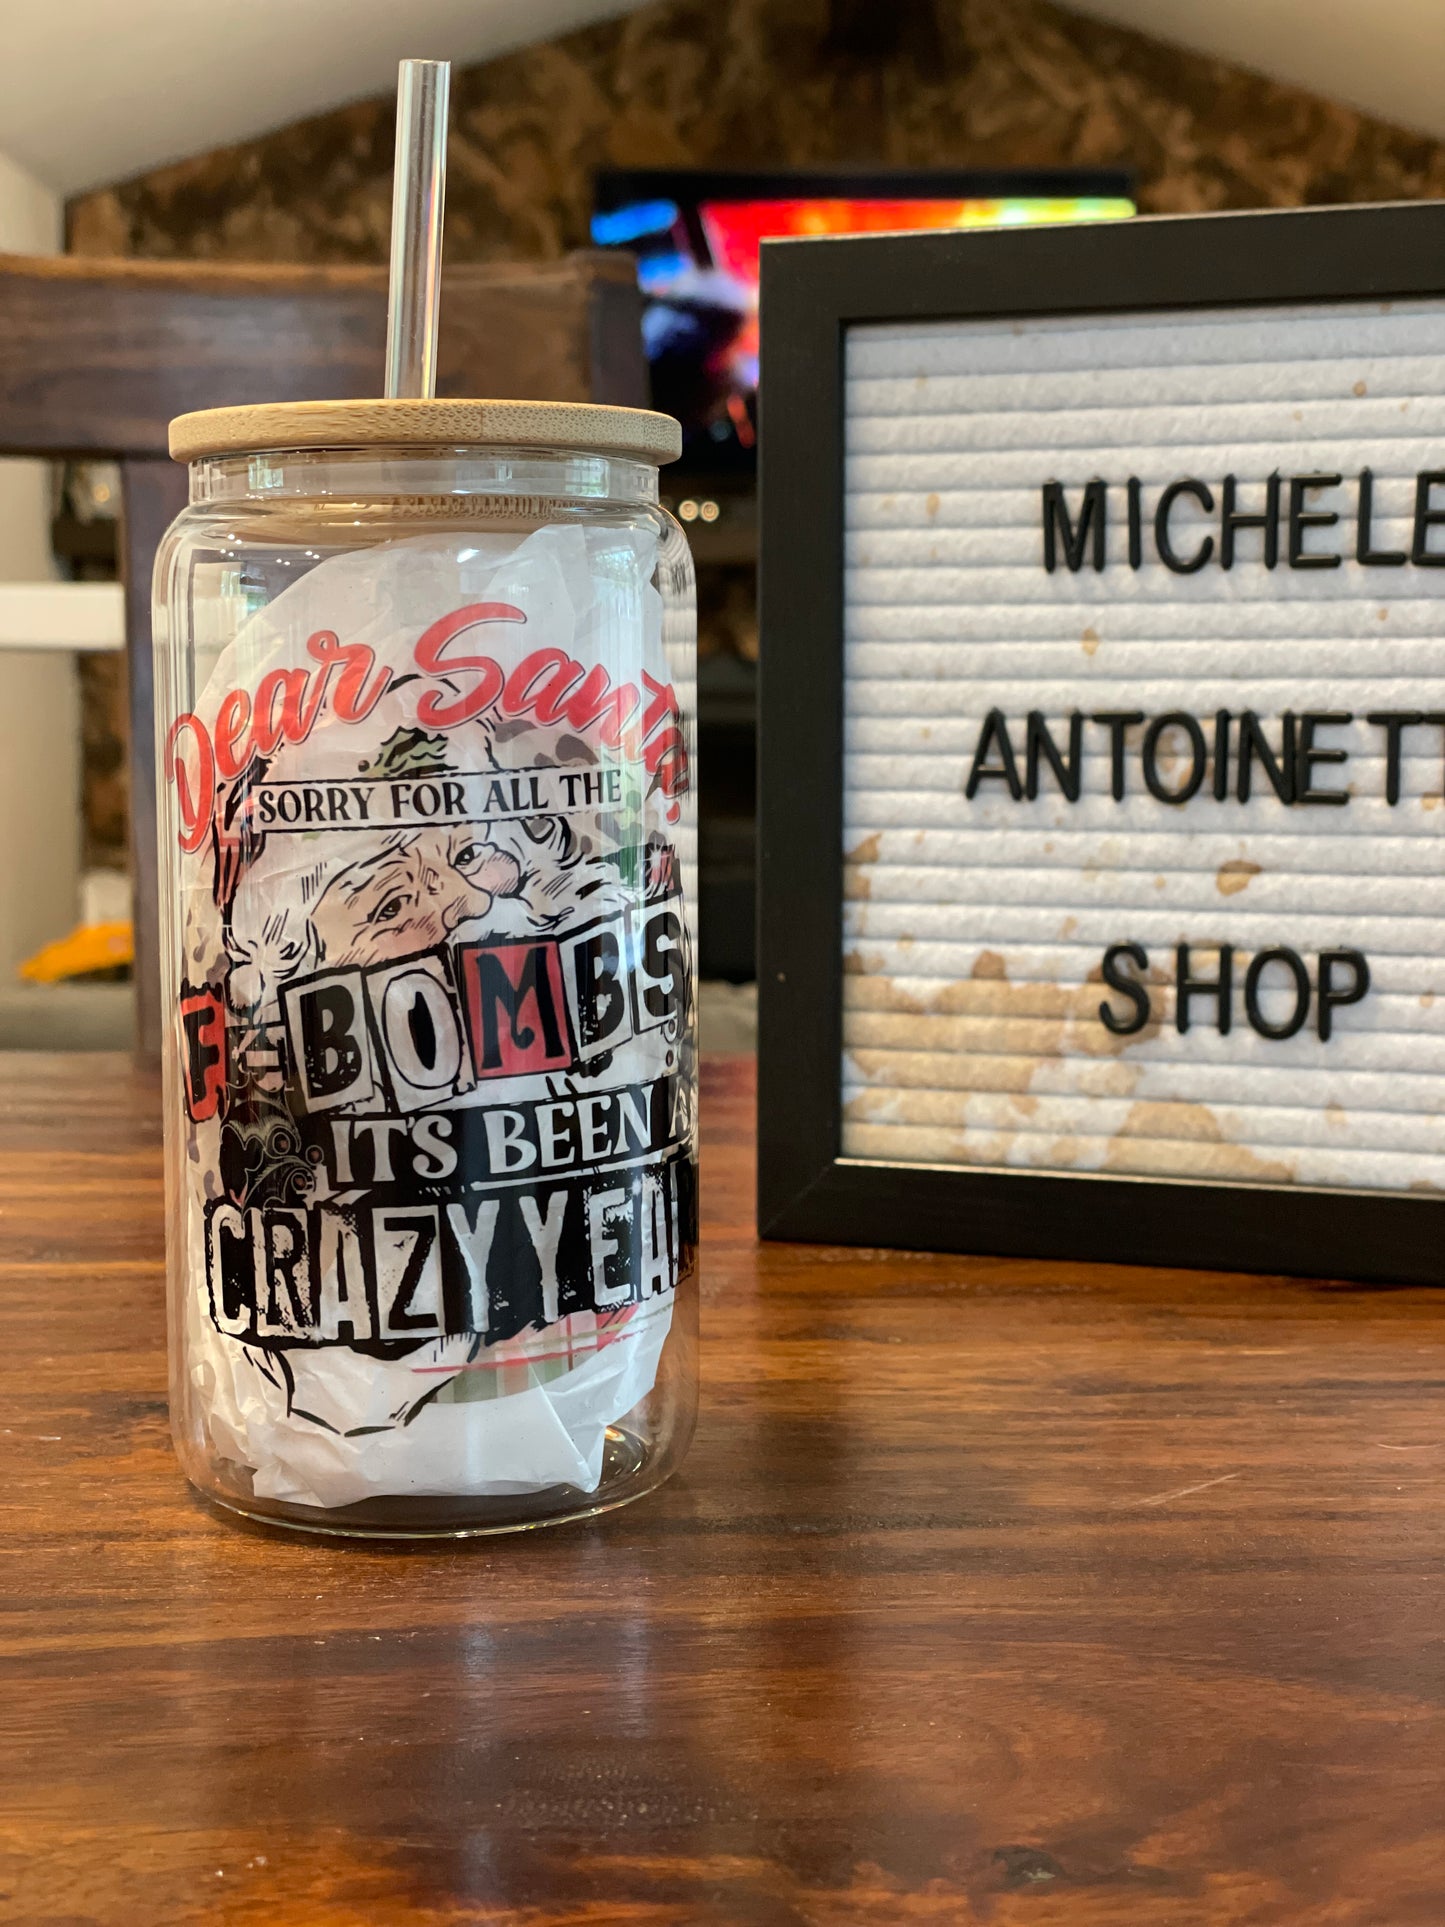 Dear Santa,
SORRY FOR ALL THE
F-BOMBS
IT'S BEEN A
CRAZY YEAR
MICHELE
ANTOINETT
SHOP